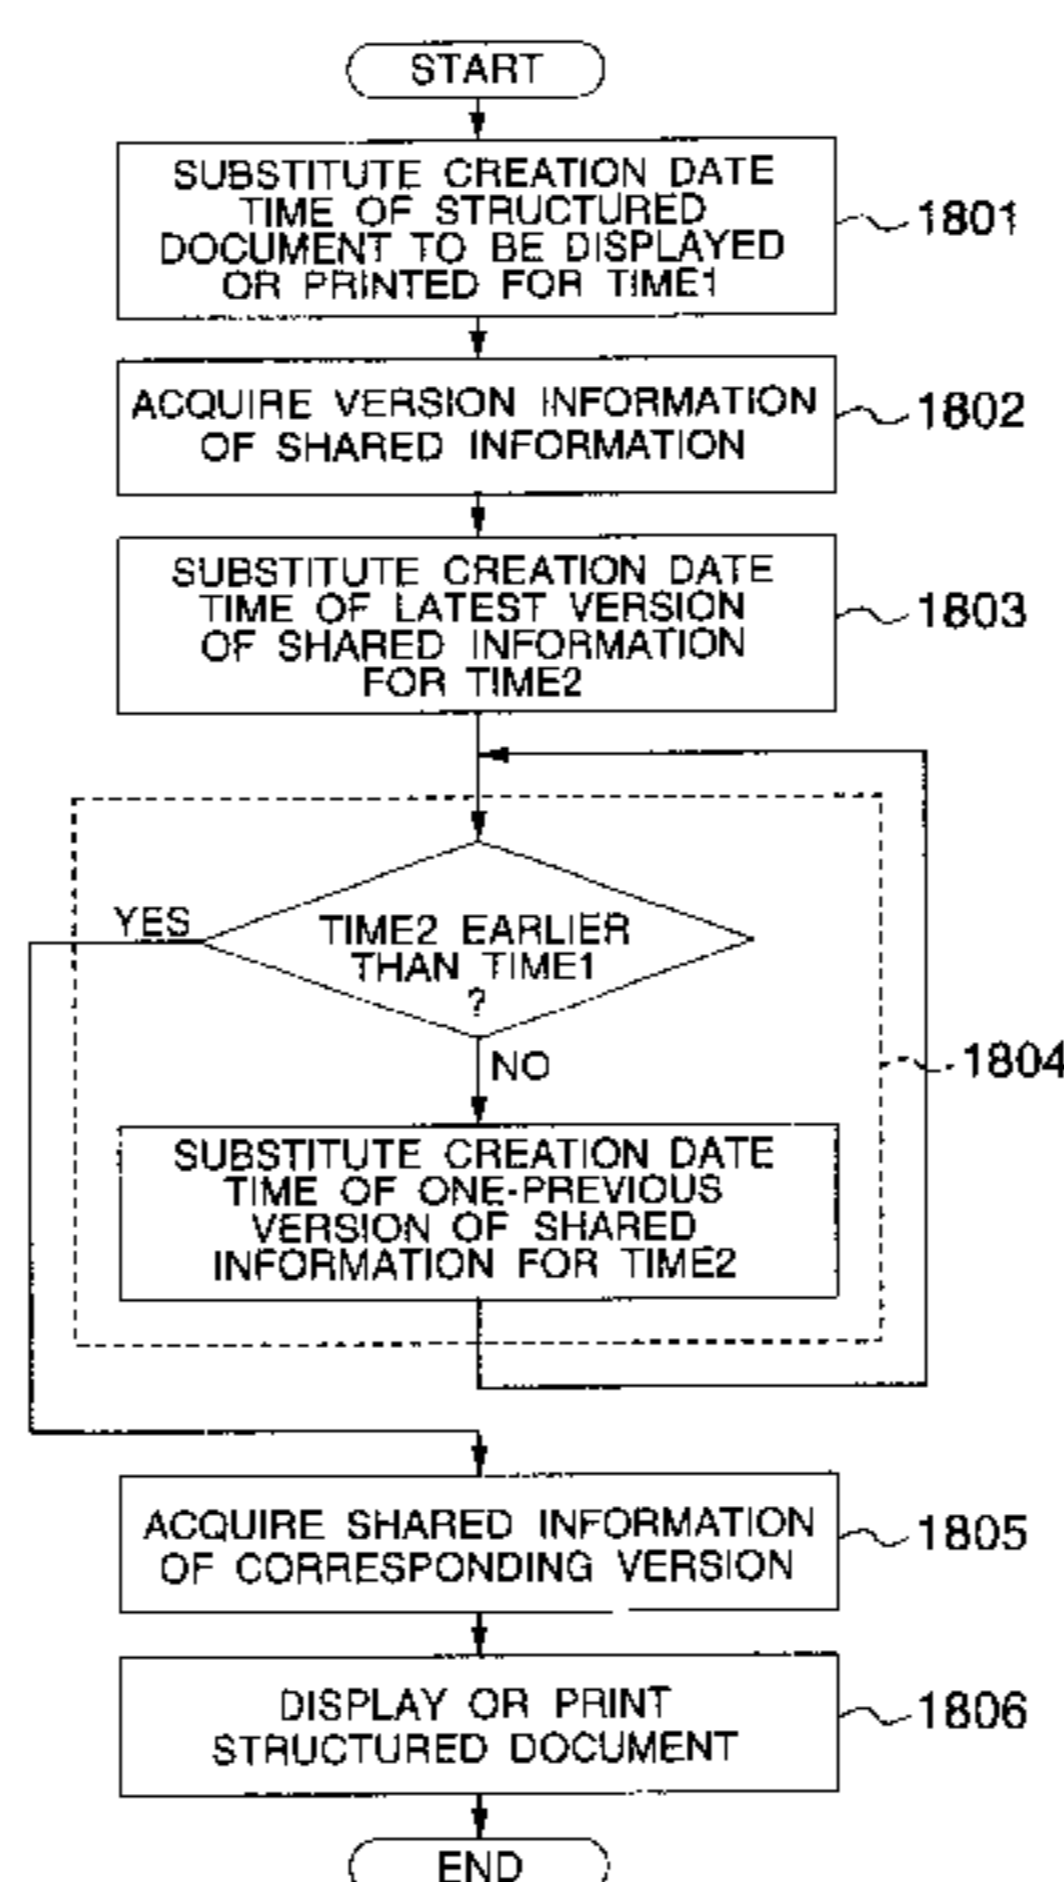 START
SUBSTITUTE CREATION DATE
TIME OF STRUCTURED
DOCUMENT TO BE DISPLAYED
OR PRINTED FOR TIME1
1801
ACQUIRE VERSION INFORMATION
OF SHARED INFORMATION
1802
SUBSTITUTE CREATION DATE
TIME OF LATEST VERSION
OF SHARED INFORMATION
FOR TIME2
1803
YES
TIME2 EARLIER
THAN TIME1
?
NO
1804
SUBSTITUTE CREATION DATE
TIME OF ONE-PREVIOUS
VERSION OF SHARED
INFORMATION FOR TIME2
ACQUIRE SHARED INFORMATION
OF CORRESPONDING VERSION
1805
DISPLAY OR PRINT
STRUCTURED DOCUMENT
1806
END